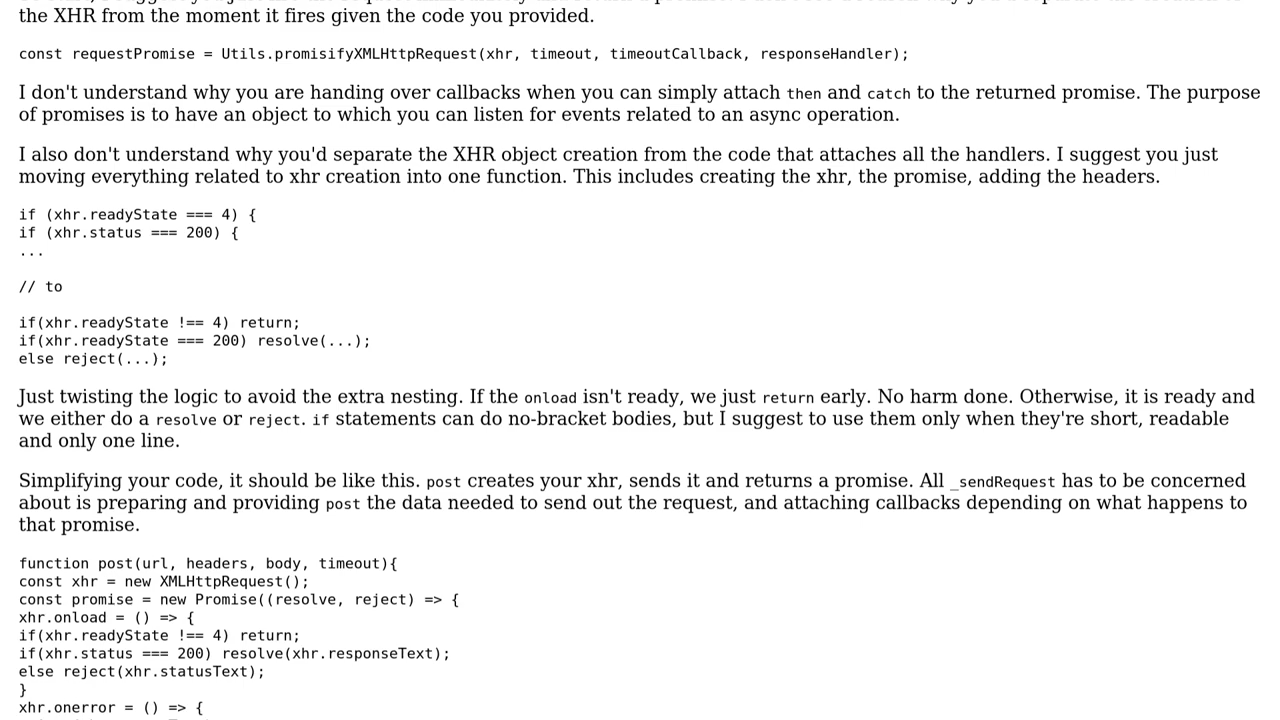 the XHR from the moment it fires given the code you provided.
const requestPromise = Utils.promisifyXMLHttpRequest(xhr, timeout, timeoutCallback, responseHandler);
I don't understand why you are handing over callbacks when you can simply attach then and catch to the returned promise. The purpose
of promises is to have an object to which you can listen for events related to an async operation.
I also don't understand why you'd separate the XHR object creation from the code that attaches all the handlers. I suggest you just
moving everything related to xhr creation into one function. This includes creating the xhr, the promise, adding the headers.
if (xhr.readyState === 4) {
if (xhr.status === 200) {
...
// to
if(xhr.readyState !== 4) return;
if(xhr.readyState === 200) resolve(...);
else reject(...);
Just twisting the logic to avoid the extra nesting. If the onload isn't ready, we just return early. No harm done. Otherwise, it is ready and
we either do a resolve or reject. if statements can do no-bracket bodies, but I suggest to use them only when they're short, readable
and only one line.
Simplifying your code, it should be like this. post creates your xhr, sends it and returns a promise. All _sendRequest has to be concerned
about is preparing and providing post the data needed to send out the request, and attaching callbacks depending on what happens to
that promise.
function post(url, headers, body, timeout){
const xhr = new XMLHttpRequest();
const promise = new Promise((resolve, reject) => {
xhr.onload = () => {
if(xhr.readyState !== 4) return;
if(xhr.status === 200) resolve(xhr.responseText);
else reject(xhr.statusText);
}
xhr.onerror = () => {